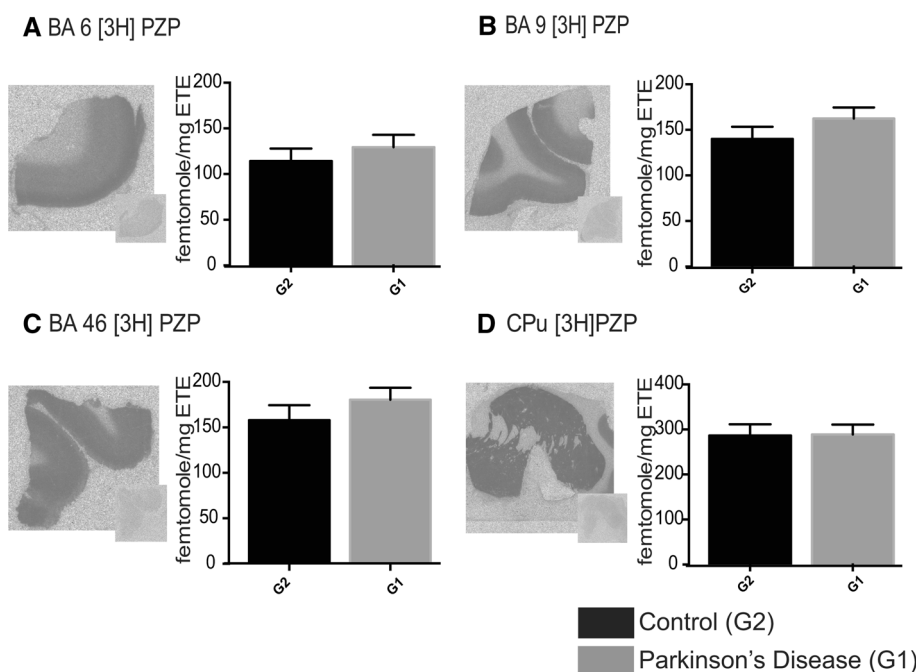 A BA 6 [3H] PZP
femtomole/mg ETE
200
150
100
50
0
G2
G1
B BA 9 [3H] PZP
femtomole/mg ETE
200
150
100
50
0
G2
G1
C BA 46 [3H] PZP
femtomole/mg ETE
200
150
100
50
0
G2
G1
D CPu [3H]PZP
femtomole/mg ETE
400
300
200
100
0
G2
G1
Control (G2)
Parkinson's Disease (G1)